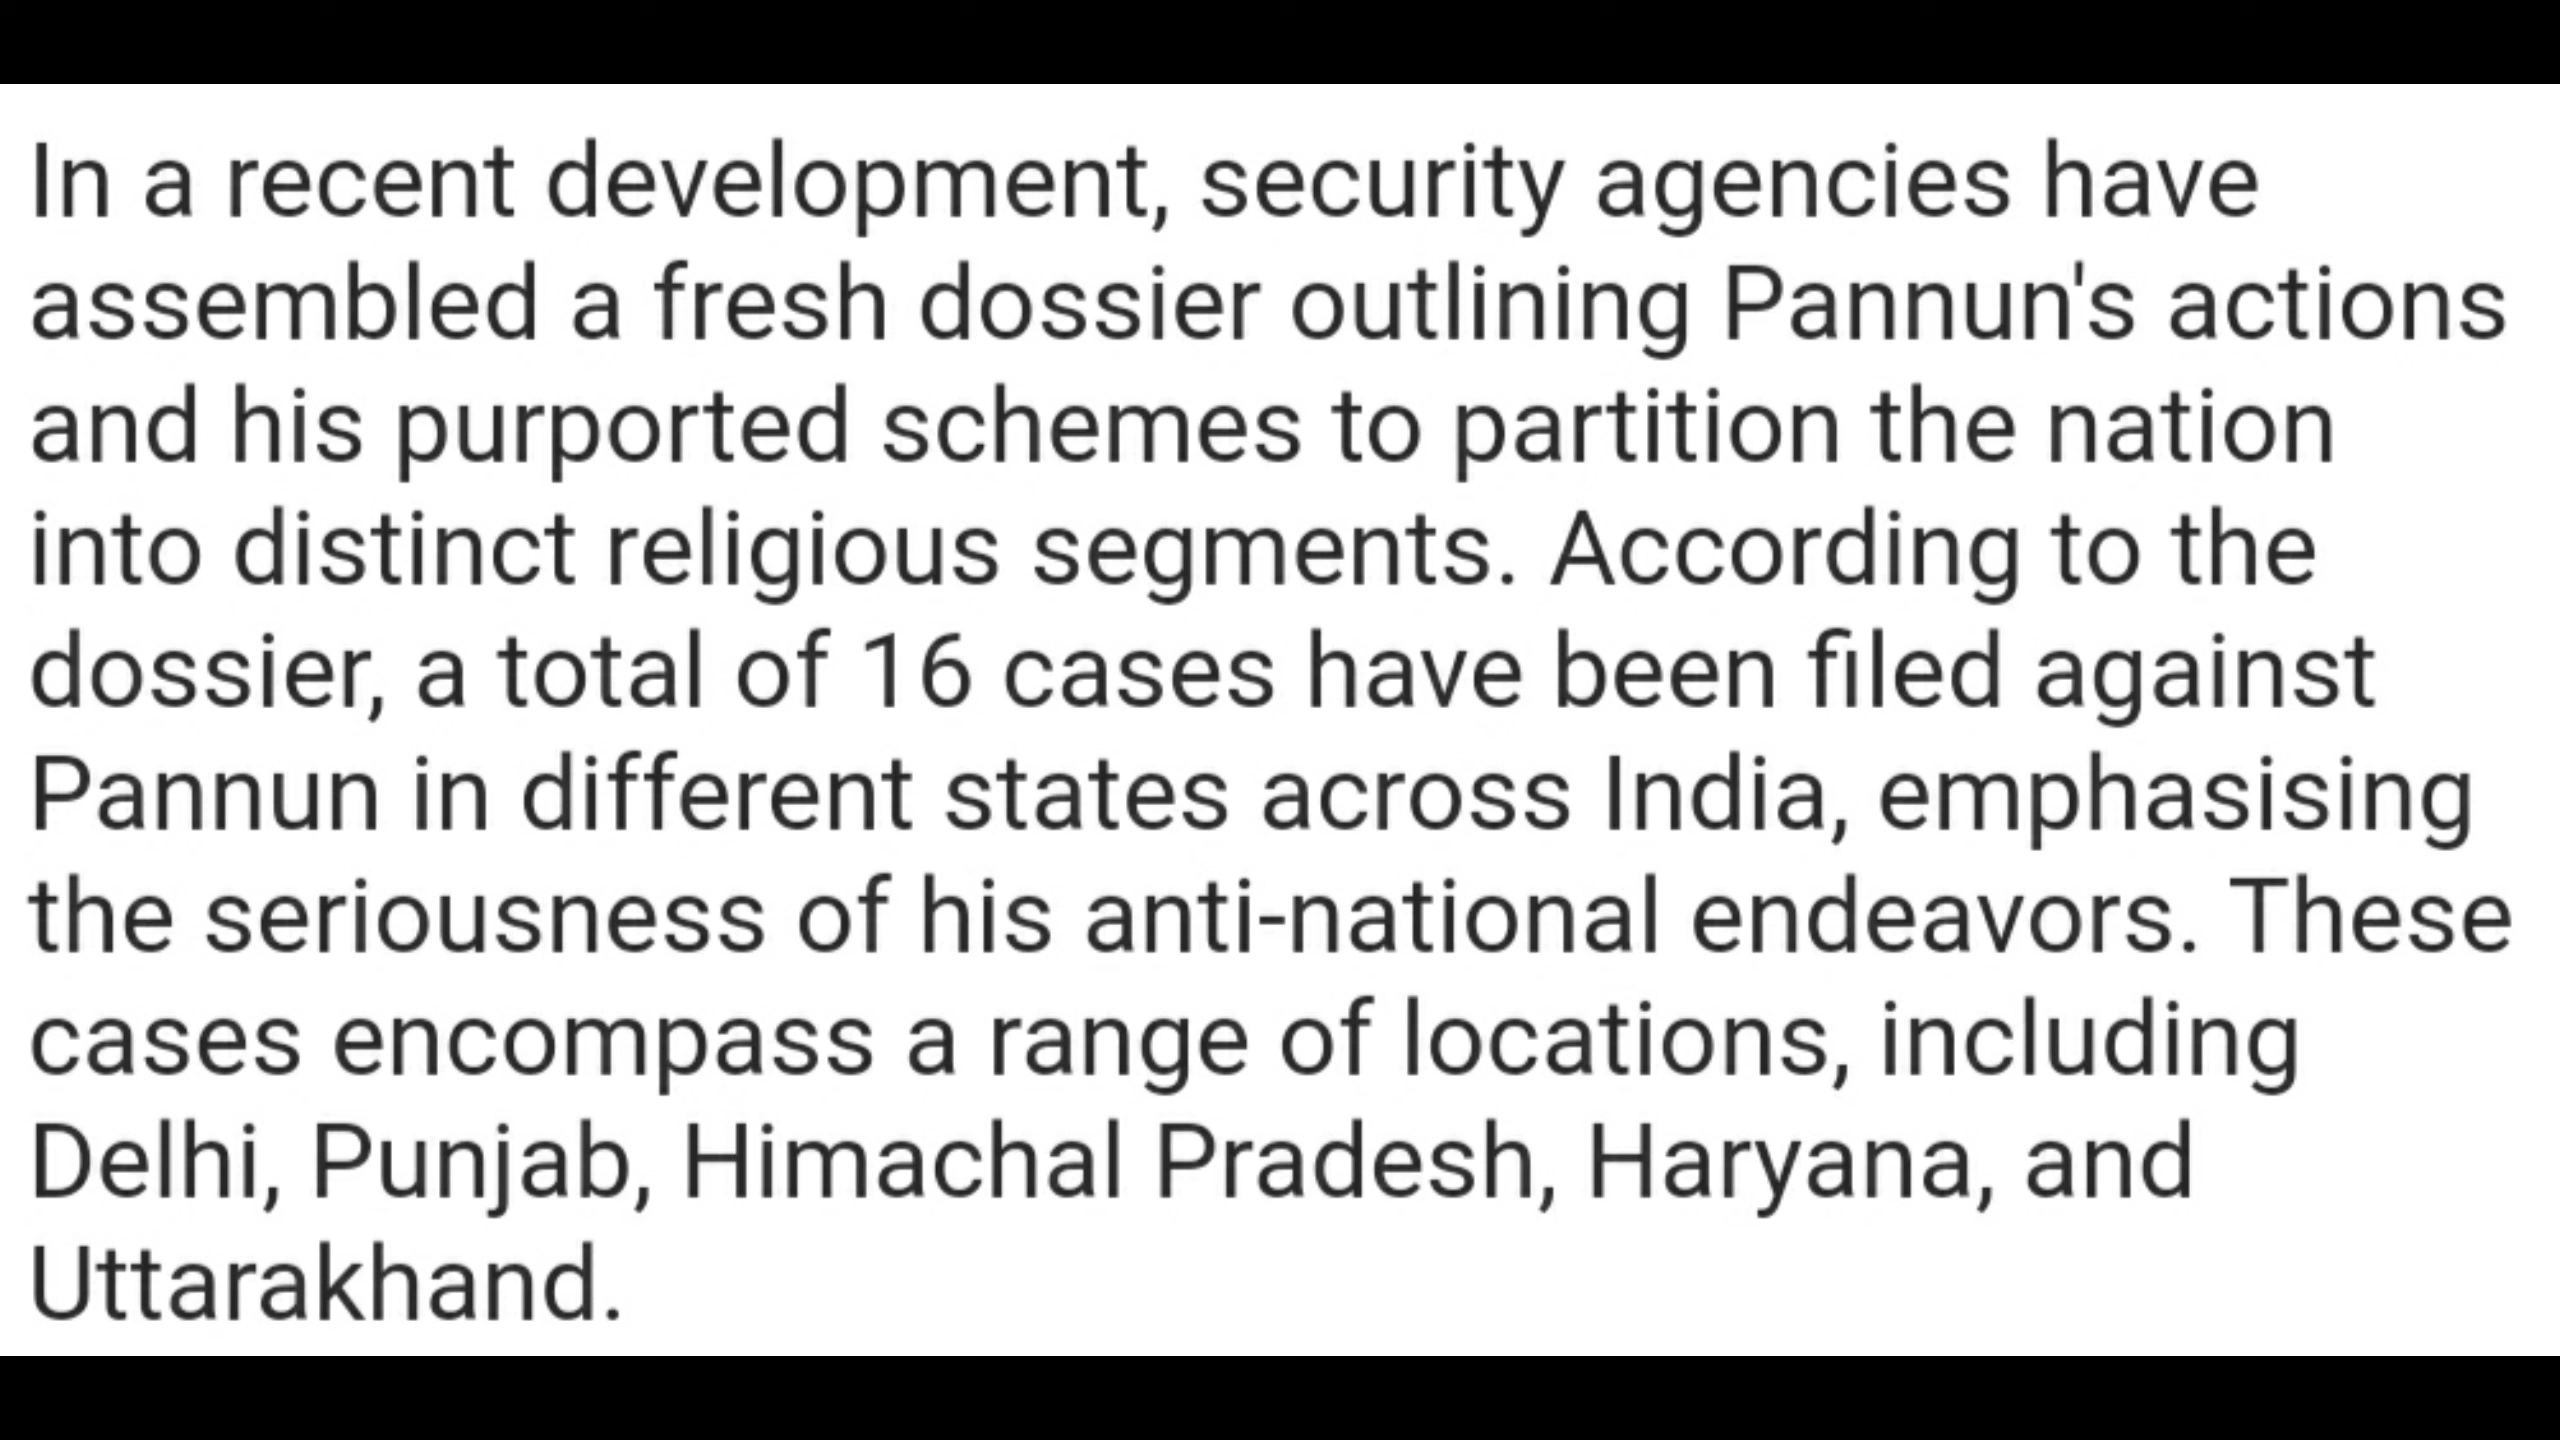 In a recent development, security agencies have
assembled a fresh dossier outlining Pannun's actions
and his purported schemes to partition the nation
into distinct religious segments. According to the
dossier, a total of 16 cases have been filed against
Pannun in different states across India, emphasising
the seriousness of his anti-national endeavors. These
cases encompass a range of locations, including
Delhi, Punjab, Himachal Pradesh, Haryana, and
Uttarakhand.